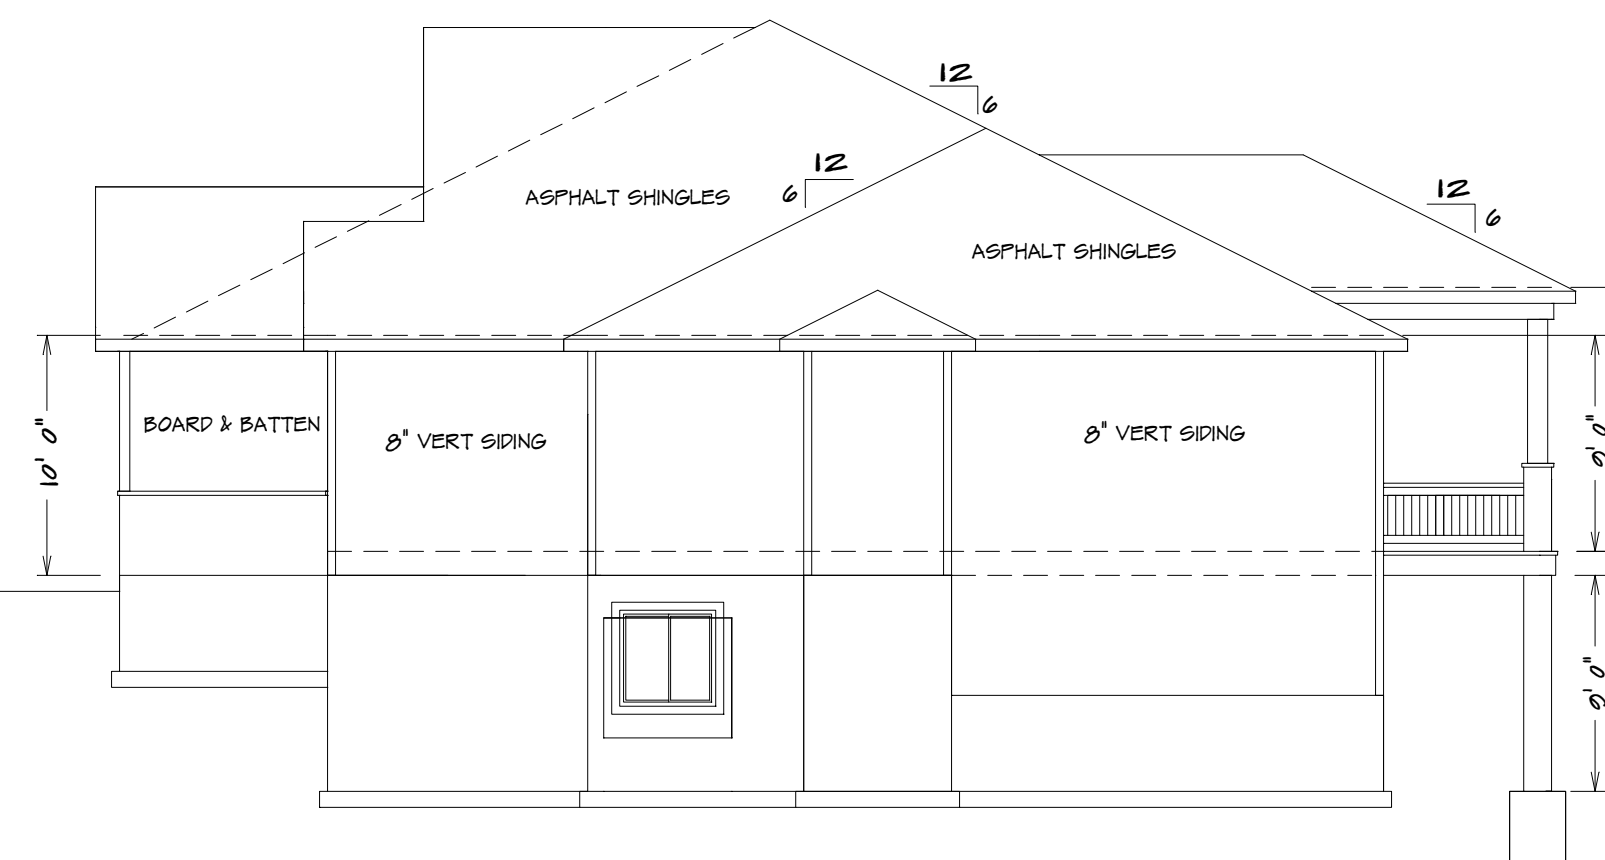 12
6
12
6
ASPHALT SHINGLES
12
6
ASPHALT SHINGLES
BOARD & BATTEN
8" VERT SIDING
8" VERT SIDING
10' 0"
9' 0"
9' 0"